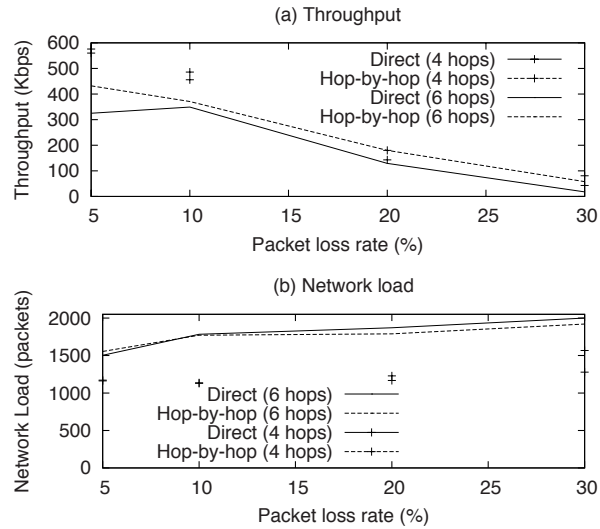 (a) Throughput
Throughput (Kbps)
600
500
400
300
200
100
0
Direct (4 hops)
Hop-by-hop (4 hops)
Direct (6 hops)
Hop-by-hop (6 hops)
5
10
15
20
25
30
Packet loss rate (%)
(b) Network load
Network Load (packets)
2000
1500
1000
500
0
Direct (6 hops)
Hop-by-hop (6 hops)
Direct (4 hops)
Hop-by-hop (4 hops)
5
10
15
20
25
30
Packet loss rate (%)